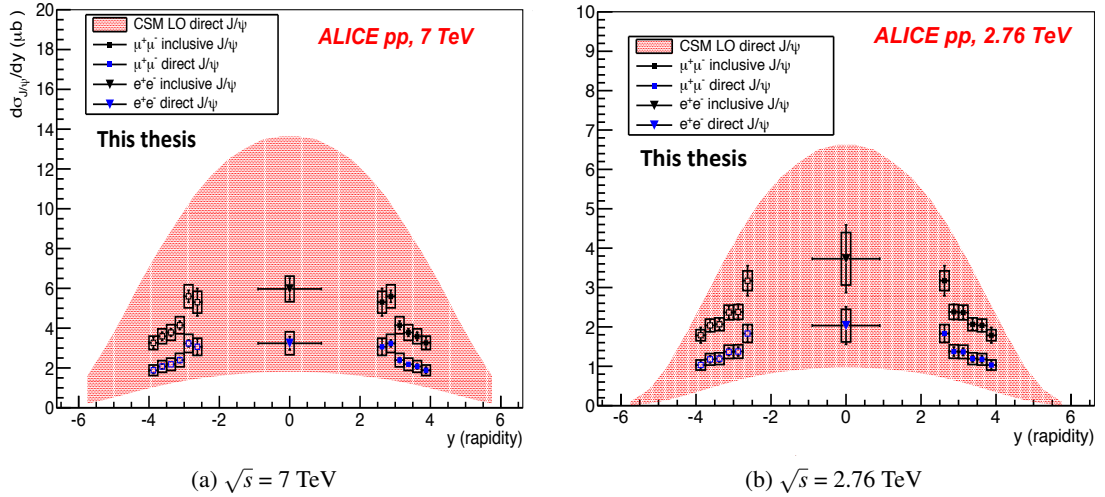 dσ_J/ψ/dy (μb)
20
18
16
14
12
10
8
6
4
2
0
CSM LO direct J/ψ
μ⁺μ⁻ inclusive J/ψ
μ⁺μ⁻ direct J/ψ
e⁺e⁻ inclusive J/ψ
e⁺e⁻ direct J/ψ
ALICE pp, 7 TeV
This thesis
-6 -4 -2 0 2 4 6
y (rapidity)
(a) √s = 7 TeV
10
9
8
7
6
5
4
3
2
1
0
CSM LO direct J/ψ
μ⁺μ⁻ inclusive J/ψ
μ⁺μ⁻ direct J/ψ
e⁺e⁻ inclusive J/ψ
e⁺e⁻ direct J/ψ
ALICE pp, 2.76 TeV
This thesis
-6 -4 -2 0 2 4 6
y (rapidity)
(b) √s = 2.76 TeV